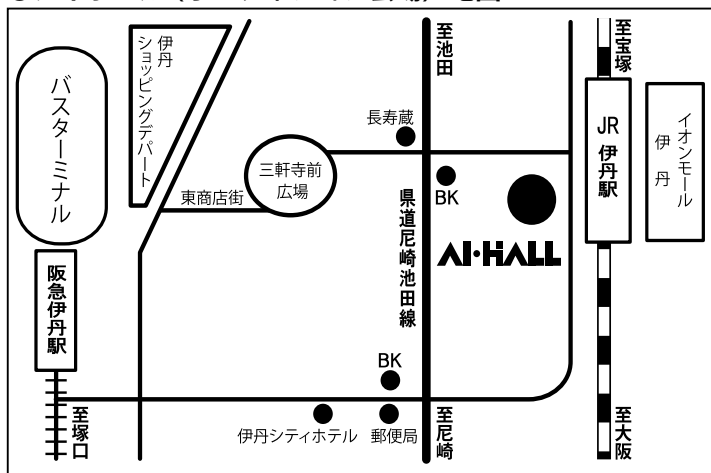 至池田
至宝塚
伊丹
ショッピングデパート
バスターミナル
長寿蔵
三軒寺前
広場
東商店街
BK
JR
伊丹駅
イオンモール
伊丹
県道尼崎池田線
AI・HALL
阪急伊丹駅
至塚口
BK
伊丹シティホテル
郵便局
至尼崎
至大阪